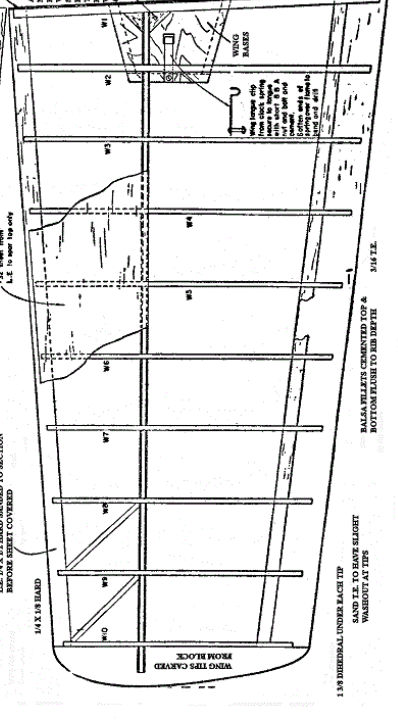 W1
WING
BASES
W2
Wing tongue clip
from clock spring
secure to tongue
with short 8 B A
nut and bolt and
cement.
Soften ends of
spring over flame to
bend and drill
W3
L.E to spar top only
W4
W5
3/16 T.E.
W6
BALSA FILLETS CEMENTED TOP &
BOTTOM FLUSH TO RIB DEPTH
W7
BEFORE SHEET COVERED
W8
SAND T.E. TO HAVE SLIGHT
WASHOUT AT TIPS
1/4 X 1/8 HARD
W9
W10
1 3/8 DIHEDRAL UNDER EACH TIP
WING TIPS CARVED
FROM BLOCK